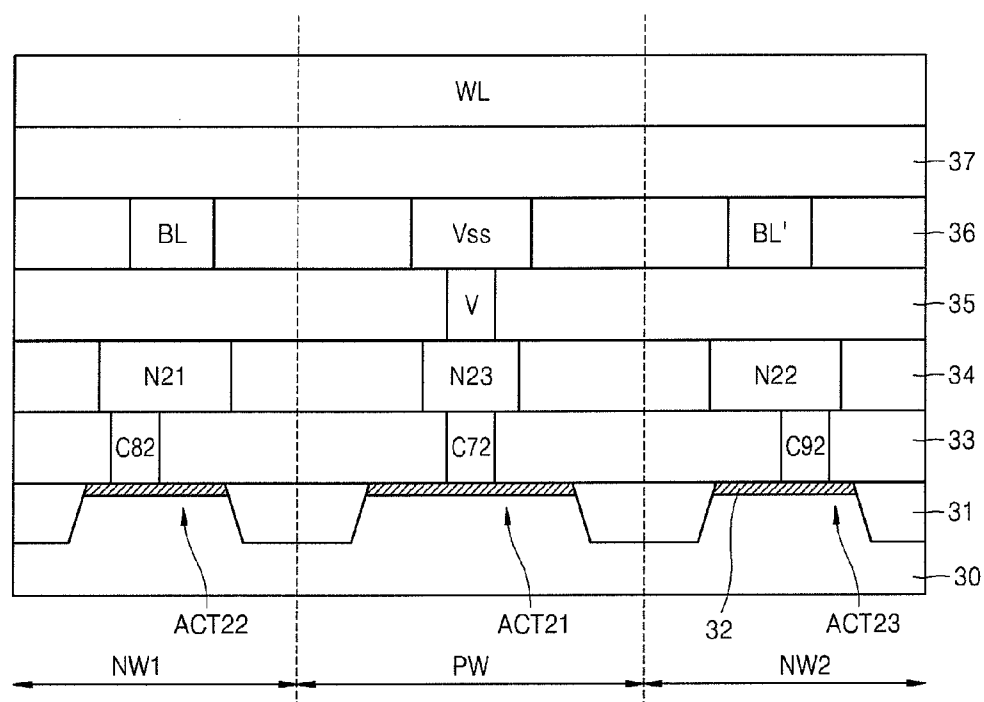 WL
37
BL Vss BL' 36
V 35
N21 N23 N22 34
C82 C72 C92 33
31
30
ACT22 ACT21 32 ACT23
NW1 PW NW2